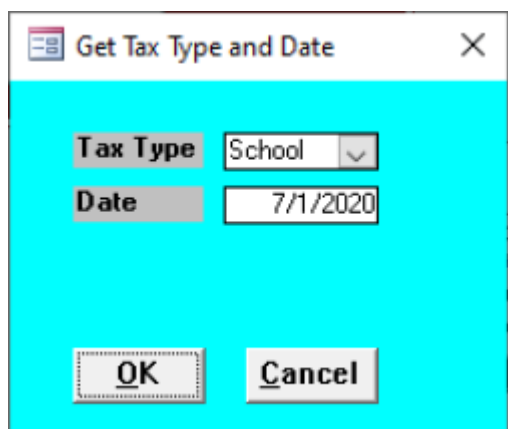 Get Tax Type and Date
Tax Type School
Date 7/1/2020
OK Cancel